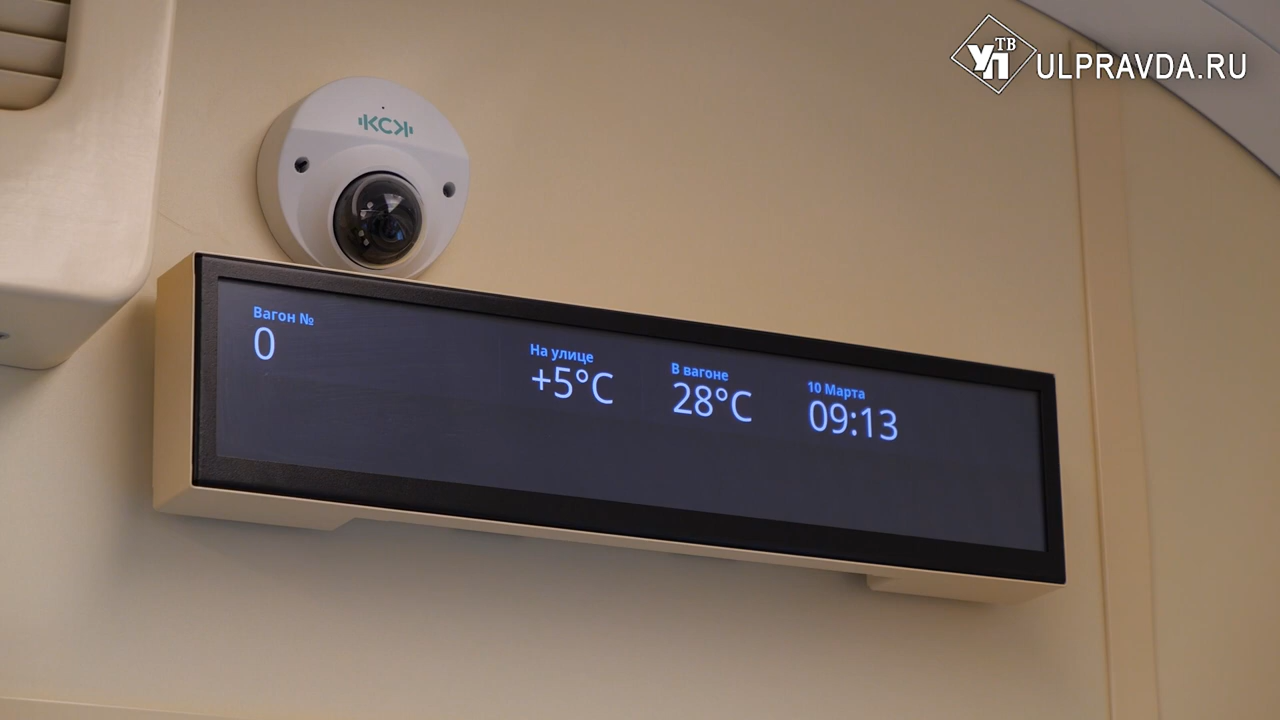 УП ТВ
ULPRAVDA.RU
КСК
Вагон №
0
На улице
+5°C
В вагоне
28°C
10 Марта
09:13